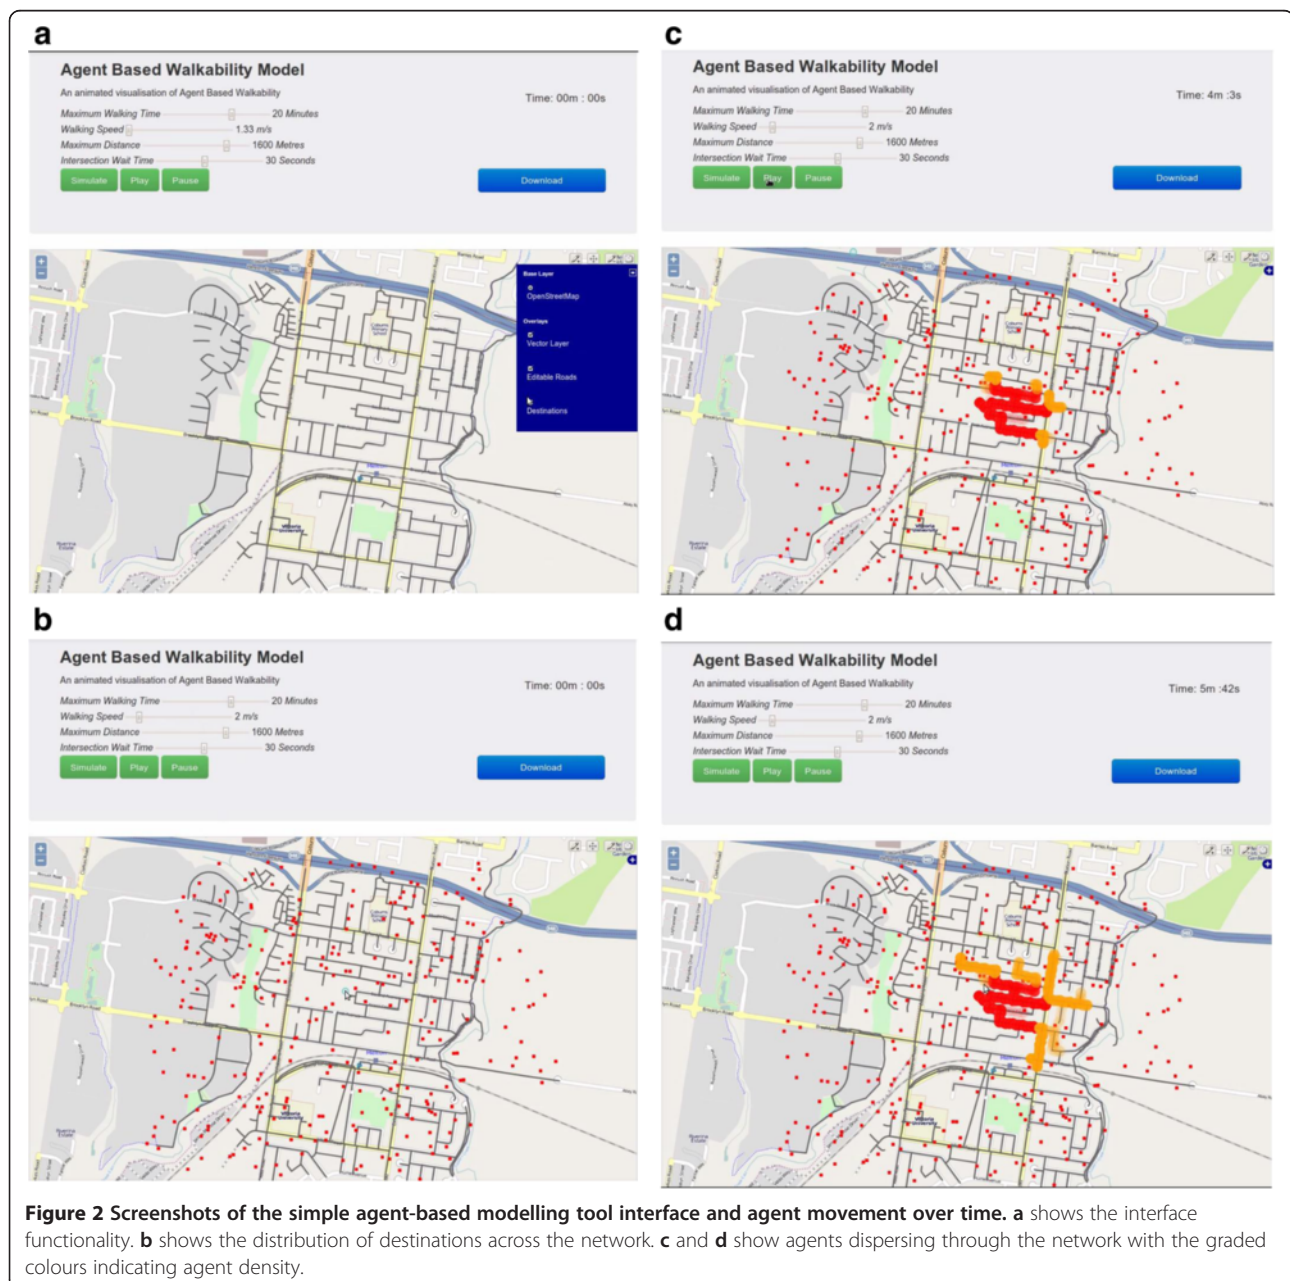 a
Agent Based Walkability Model
An animated visualisation of Agent Based Walkability
Time: 00m : 00s
Maximum Walking Time 20 Minutes
Walking Speed 1.33 m/s
Maximum Distance 1600 Metres
Intersection Wait Time 30 Seconds
Simulate Play Pause
Download
Base Layer
OpenStreetMap
Overlays
Vector Layer
Editable Roads
Destinations
Victoria
University
c
Agent Based Walkability Model
An animated visualisation of Agent Based Walkability
Time: 4m :3s
Maximum Walking Time 20 Minutes
Walking Speed 2 m/s
Maximum Distance 1600 Metres
Intersection Wait Time 30 Seconds
Simulate Play Pause
Download
Victoria
University
b
Agent Based Walkability Model
An animated visualisation of Agent Based Walkability
Time: 00m : 00s
Maximum Walking Time 20 Minutes
Walking Speed 2 m/s
Maximum Distance 1600 Metres
Intersection Wait Time 30 Seconds
Simulate Play Pause
Download
Victoria
University
d
Agent Based Walkability Model
An animated visualisation of Agent Based Walkability
Time: 5m :42s
Maximum Walking Time 20 Minutes
Walking Speed 2 m/s
Maximum Distance 1600 Metres
Intersection Wait Time 30 Seconds
Simulate Play Pause
Download
Victoria
University
Figure 2 Screenshots of the simple agent-based modelling tool interface and agent movement over time. a shows the interface
functionality. b shows the distribution of destinations across the network. c and d show agents dispersing through the network with the graded
colours indicating agent density.